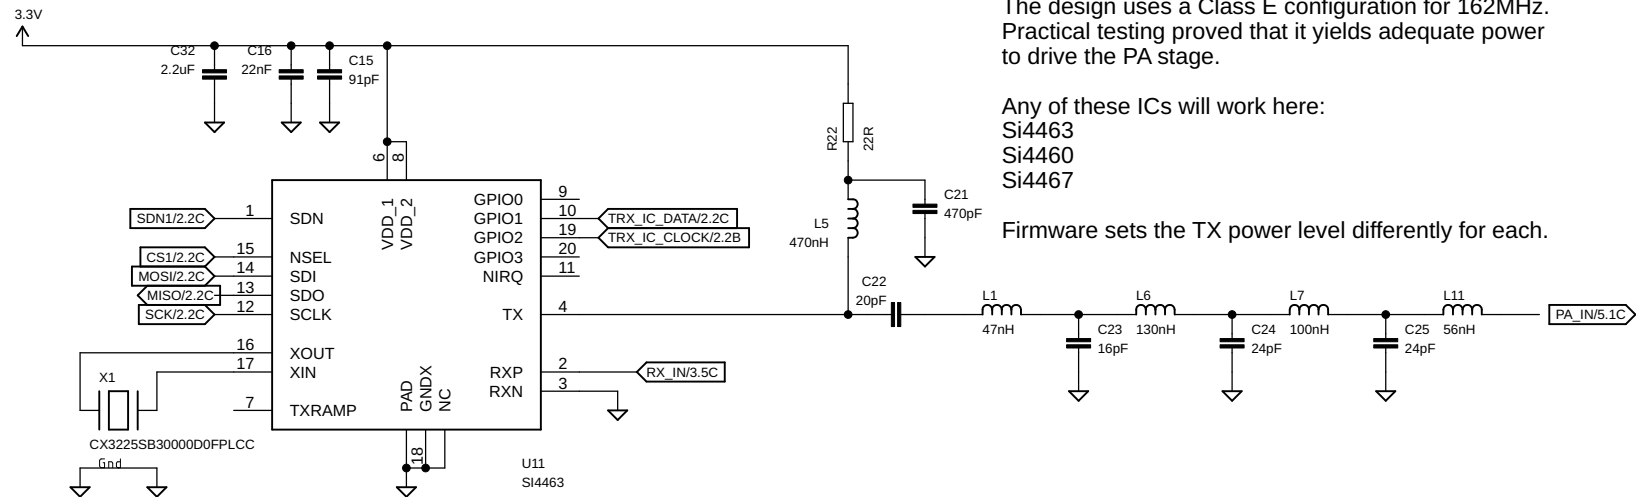 The design uses a Class E configuration for 162MHz.
Practical testing proved that it yields adequate power
to drive the PA stage.
Any of these ICs will work here:
Si4463
Si4460
Si4467
Firmware sets the TX power level differently for each.
3.3V
C32
2.2uF
C16
22nF
C15
91pF
R22
22R
L5
470nH
C21
470pF
6
8
VDD_1
VDD_2
SDN1/2.2C
1
SDN
CS1/2.2C
15
NSEL
MOSI/2.2C
14
SDI
MISO/2.2C
13
SDO
SCK/2.2C
12
SCLK
16
XOUT
17
XIN
7
TXRAMP
GPIO0
9
GPIO1
10
TRX_IC_DATA/2.2C
GPIO2
19
TRX_IC_CLOCK/2.2B
GPIO3
20
NIRQ
11
TX
4
RXP
2
RX_IN/3.5C
RXN
3
PAD
GNDX
NC
18
U11
SI4463
X1
CX3225SB30000D0FPLCC
Gnd
C22
20pF
L1
47nH
C23
16pF
L6
130nH
C24
24pF
L7
100nH
C25
24pF
L11
56nH
PA_IN/5.1C